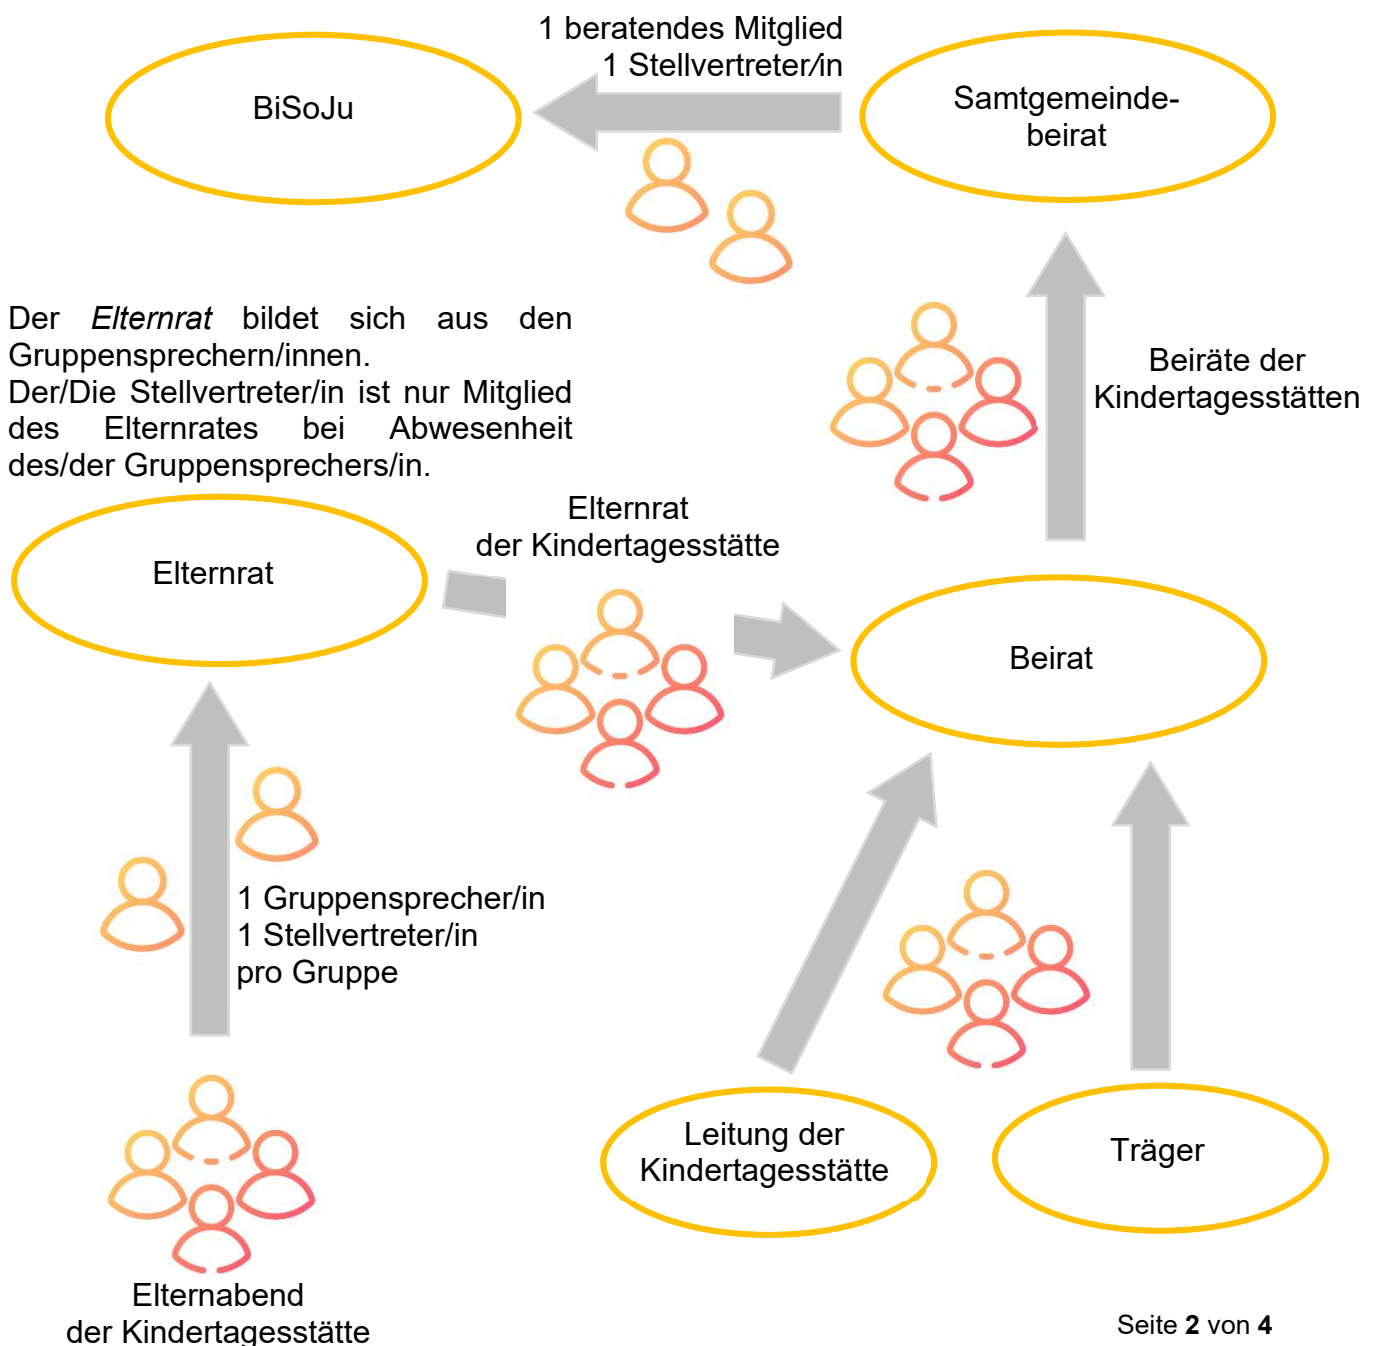 1 beratendes Mitglied
1 Stellvertreter/in
BiSoJu
Samtgemeinde-
beirat
Der Elternrat bildet sich aus den
Gruppensprechern/innen.
Der/Die Stellvertreter/in ist nur Mitglied
des Elternrates bei Abwesenheit
des/der Gruppensprechers/in.
Beiräte der
Kindertagesstätten
Elternrat
der Kindertagesstätte
Elternrat
Beirat
1 Gruppensprecher/in
1 Stellvertreter/in
pro Gruppe
Leitung der
Kindertagesstätte
Träger
Elternabend
der Kindertagesstätte
Seite 2 von 4